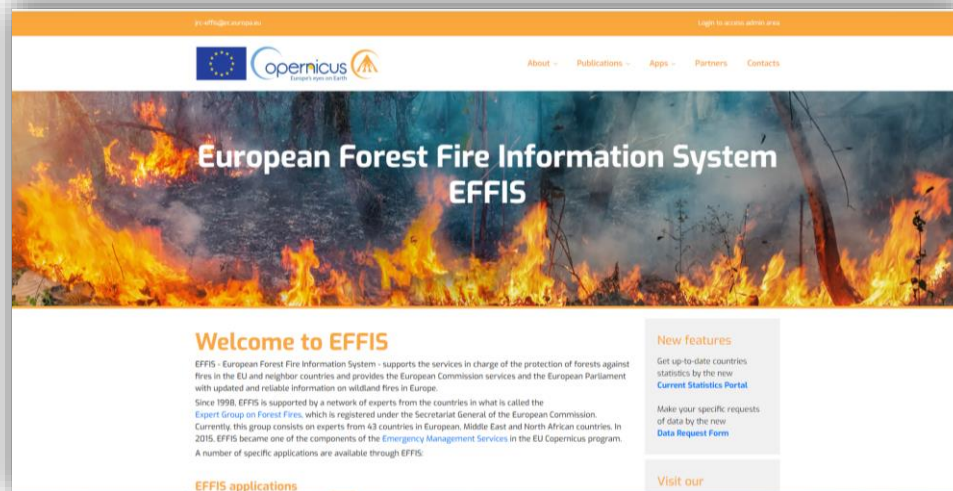 jrc-effis@ec.europa.eu
Login to access admin area
opernicus
Europe's eyes on Earth
About
Publications
Apps
Partners
Contacts
European Forest Fire Information System
EFFIS
Welcome to EFFIS
EFFIS - European Forest Fire Information System - supports the services in charge of the protection of forests against
fires in the EU and neighbor countries and provides the European Commission services and the European Parliament
with updated and reliable information on wildland fires in Europe.
Since 1998, EFFIS is supported by a network of experts from the countries in what is called the
Expert Group on Forest Fires, which is registered under the Secretariat General of the European Commission.
Currently, this group consists on experts from 43 countries in European, Middle East and North African countries. In
2015, EFFIS became one of the components of the Emergency Management Services in the EU Copernicus program.
A number of specific applications are available through EFFIS:
EFFIS applications
New features
Get up-to-date countries
statistics by the new
Current Statistics Portal
Make your specific requests
of data by the new
Data Request Form
Visit our